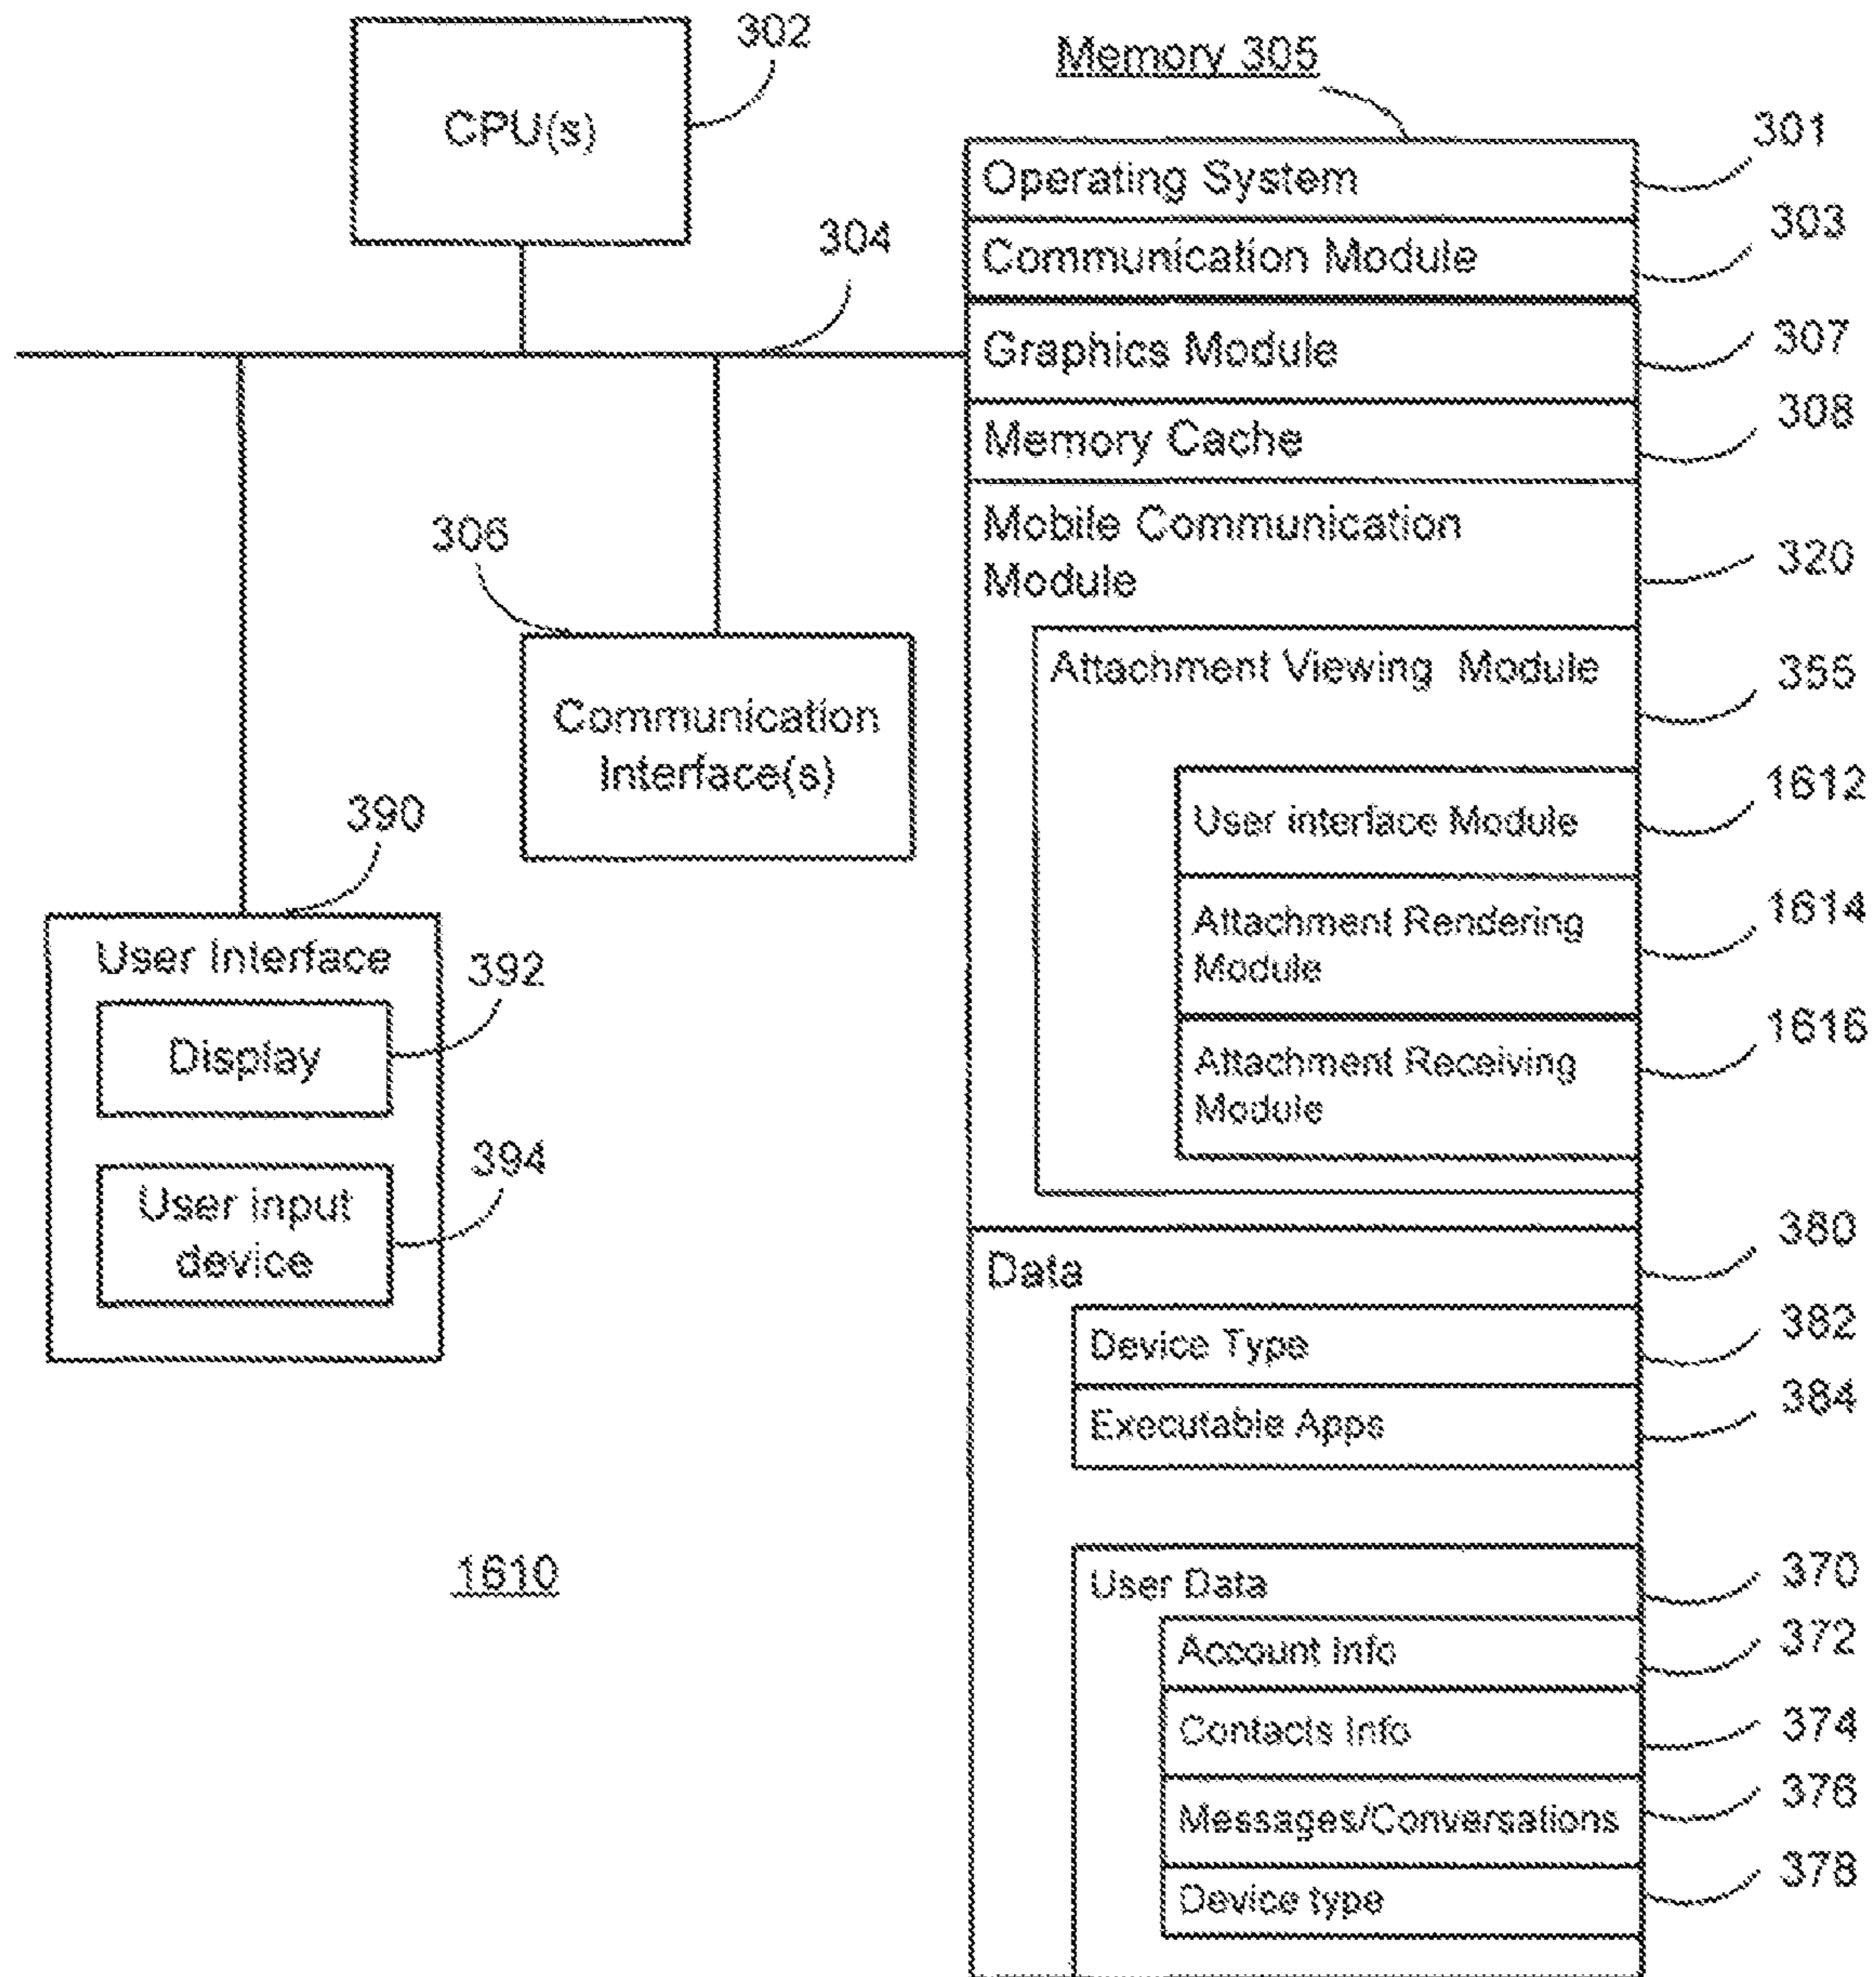 302
CPU(s)
304
306
Communication
Interface(s)
390
User Interface
392
Display
394
User input
device
1610
Memory 305
Operating System
301
Communication Module
303
Graphics Module
307
Memory Cache
308
Mobile Communication
Module
320
Attachment Viewing Module
355
User interface Module
1612
Attachment Rendering
Module
1614
Attachment Receiving
Module
1616
Data
380
Device Type
382
Executable Apps
384
User Data
370
Account Info
372
Contacts Info
374
Messages/Conversations
376
Device type
378